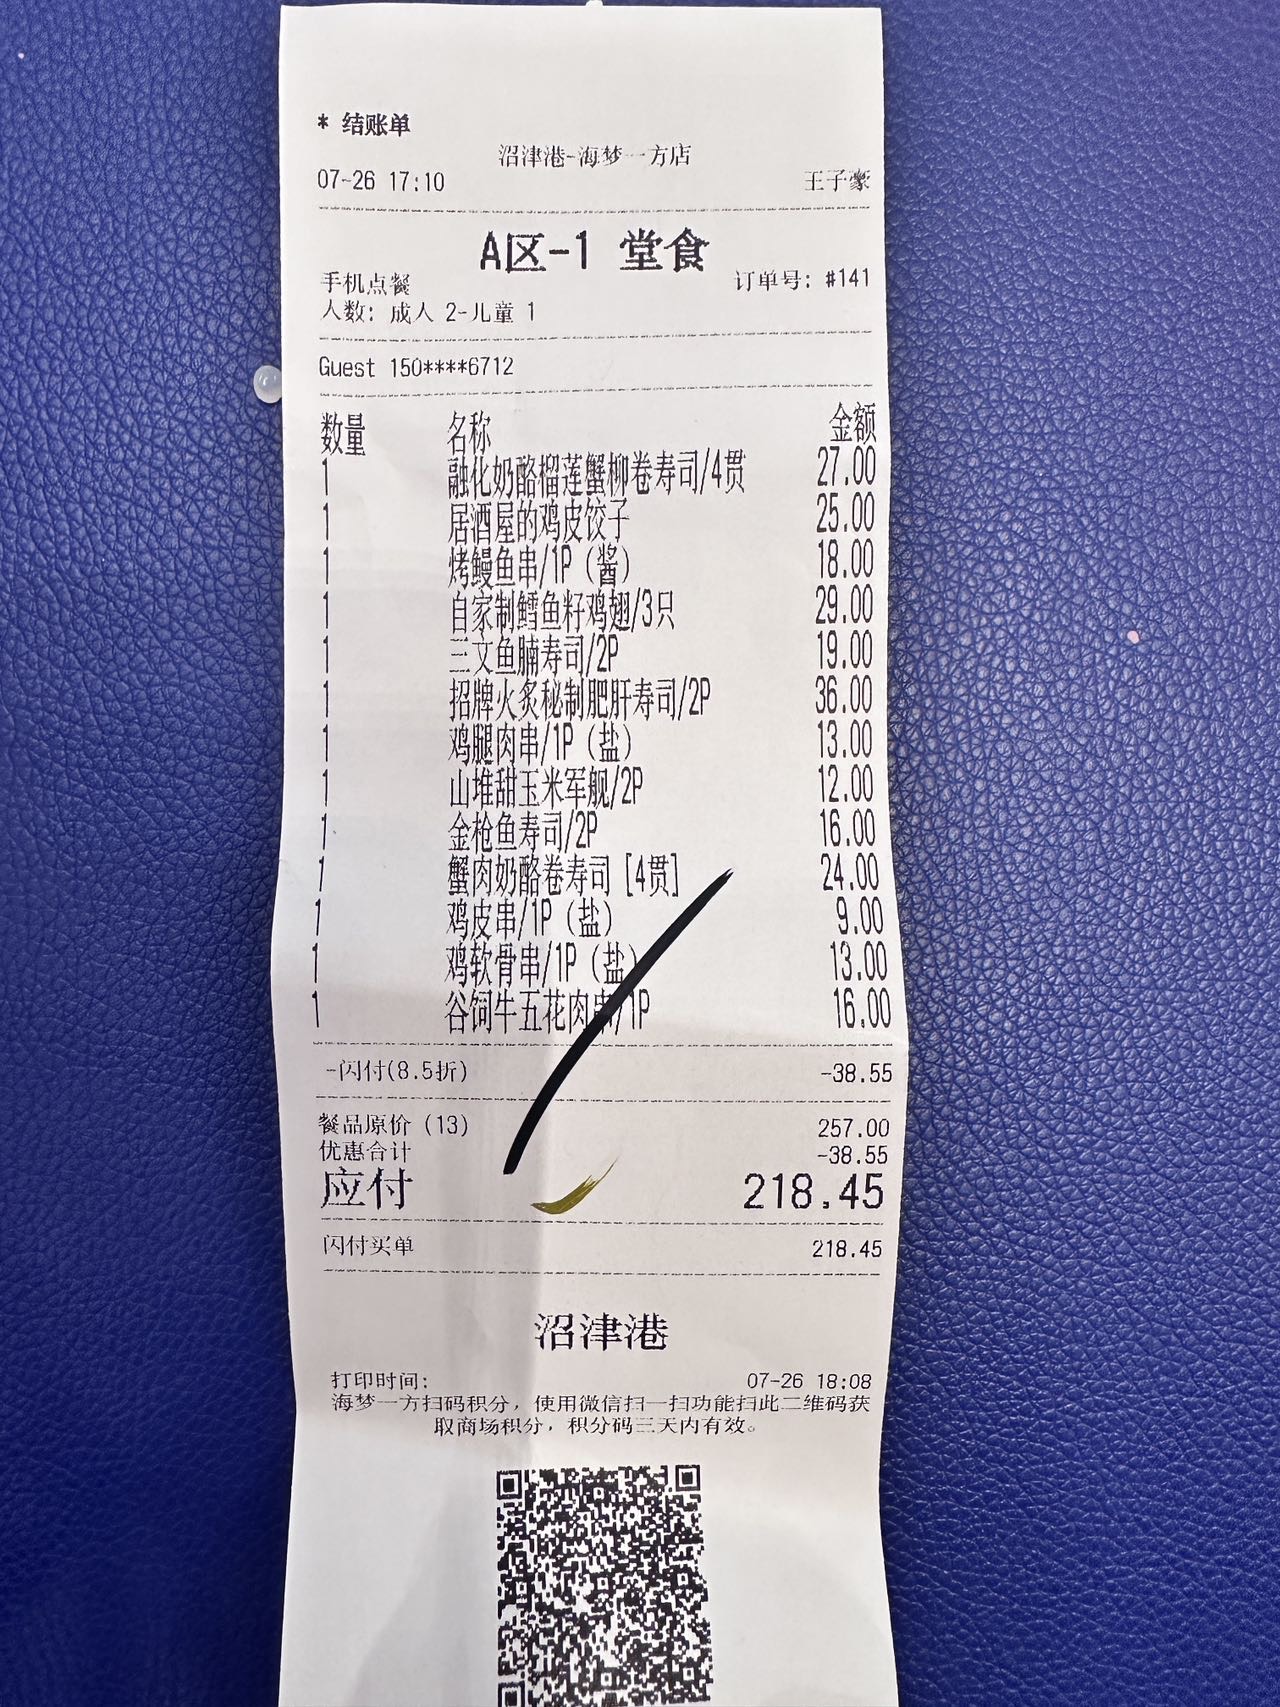 * 结账单
沼津港-海梦一方店
07-26 17:10 王子豪
A区-1 堂食
手机点餐 订单号: #141
人数: 成人 2-儿童 1
Guest 150****6712
数量 名称 金额
1 融化奶酪榴莲蟹柳卷寿司/4贯 27.00
1 居酒屋的鸡皮饺子 25.00
1 烤鳗鱼串/1P（酱） 18.00
1 自家制鳕鱼籽鸡翅/3只 29.00
1 三文鱼腩寿司/2P 19.00
1 招牌火炙秘制肥肝寿司/2P 36.00
1 鸡腿肉串/1P（盐） 13.00
1 山堆甜玉米军舰/2P 12.00
1 金枪鱼寿司/2P 16.00
1 蟹肉奶酪卷寿司［4贯］ 24.00
1 鸡皮串/1P（盐） 9.00
1 鸡软骨串/1P（盐） 13.00
1 谷饲牛五花肉串/1P 16.00
-闪付(8.5折) -38.55
餐品原价 (13) 257.00
优惠合计 -38.55
应付 218.45
闪付买单 218.45
沼津港
打印时间: 07-26 18:08
海梦一方扫码积分，使用微信扫一扫功能扫此二维码获
取商场积分，积分码三天内有效。